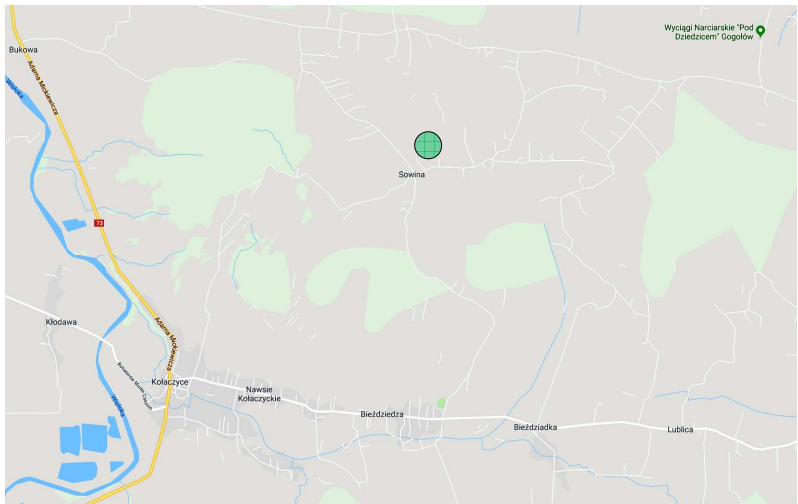 Wyciągi Narciarskie "Pod
Dziedzicem" Gogołów
Bukowa
Adama Mickiewicza
Wisłoka
Sowina
73
Kłodawa
Adama Mickiewicza
Kołaczyce
Nawsie
Kołaczyckie
Wisłoka
Bieździedza
Bieździadka
Lublica